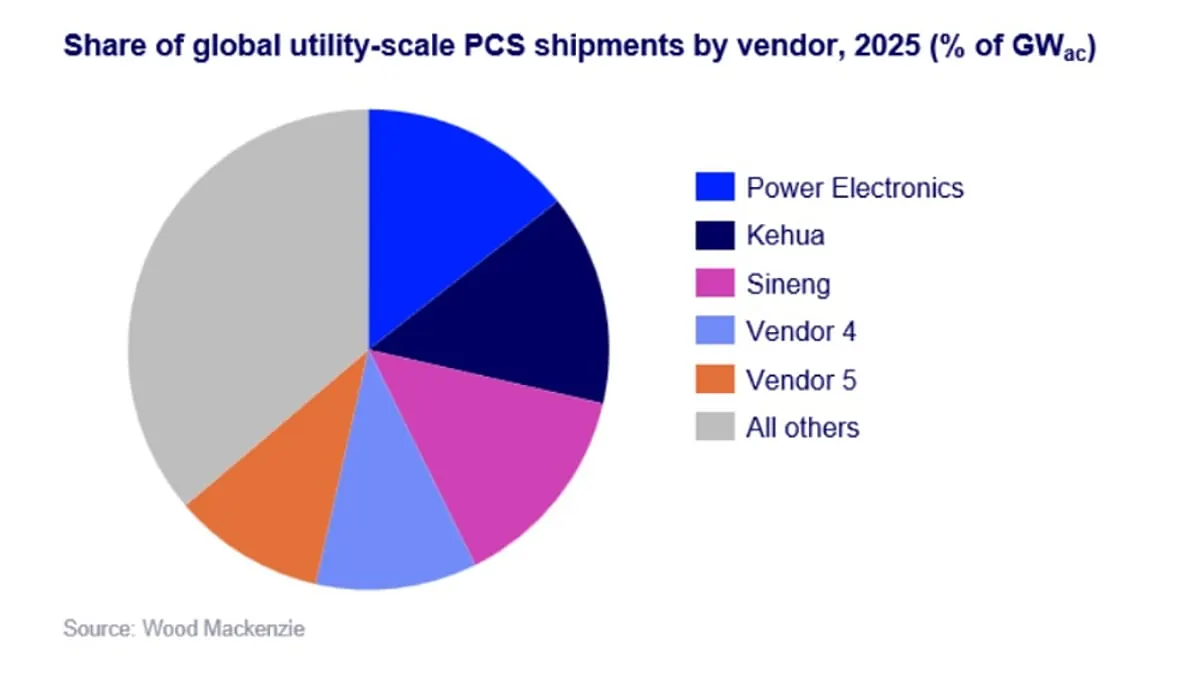 Share of global utility-scale PCS shipments by vendor, 2025 (% of GWac)
Power Electronics
Kehua
Sineng
Vendor 4
Vendor 5
All others
Source: Wood Mackenzie